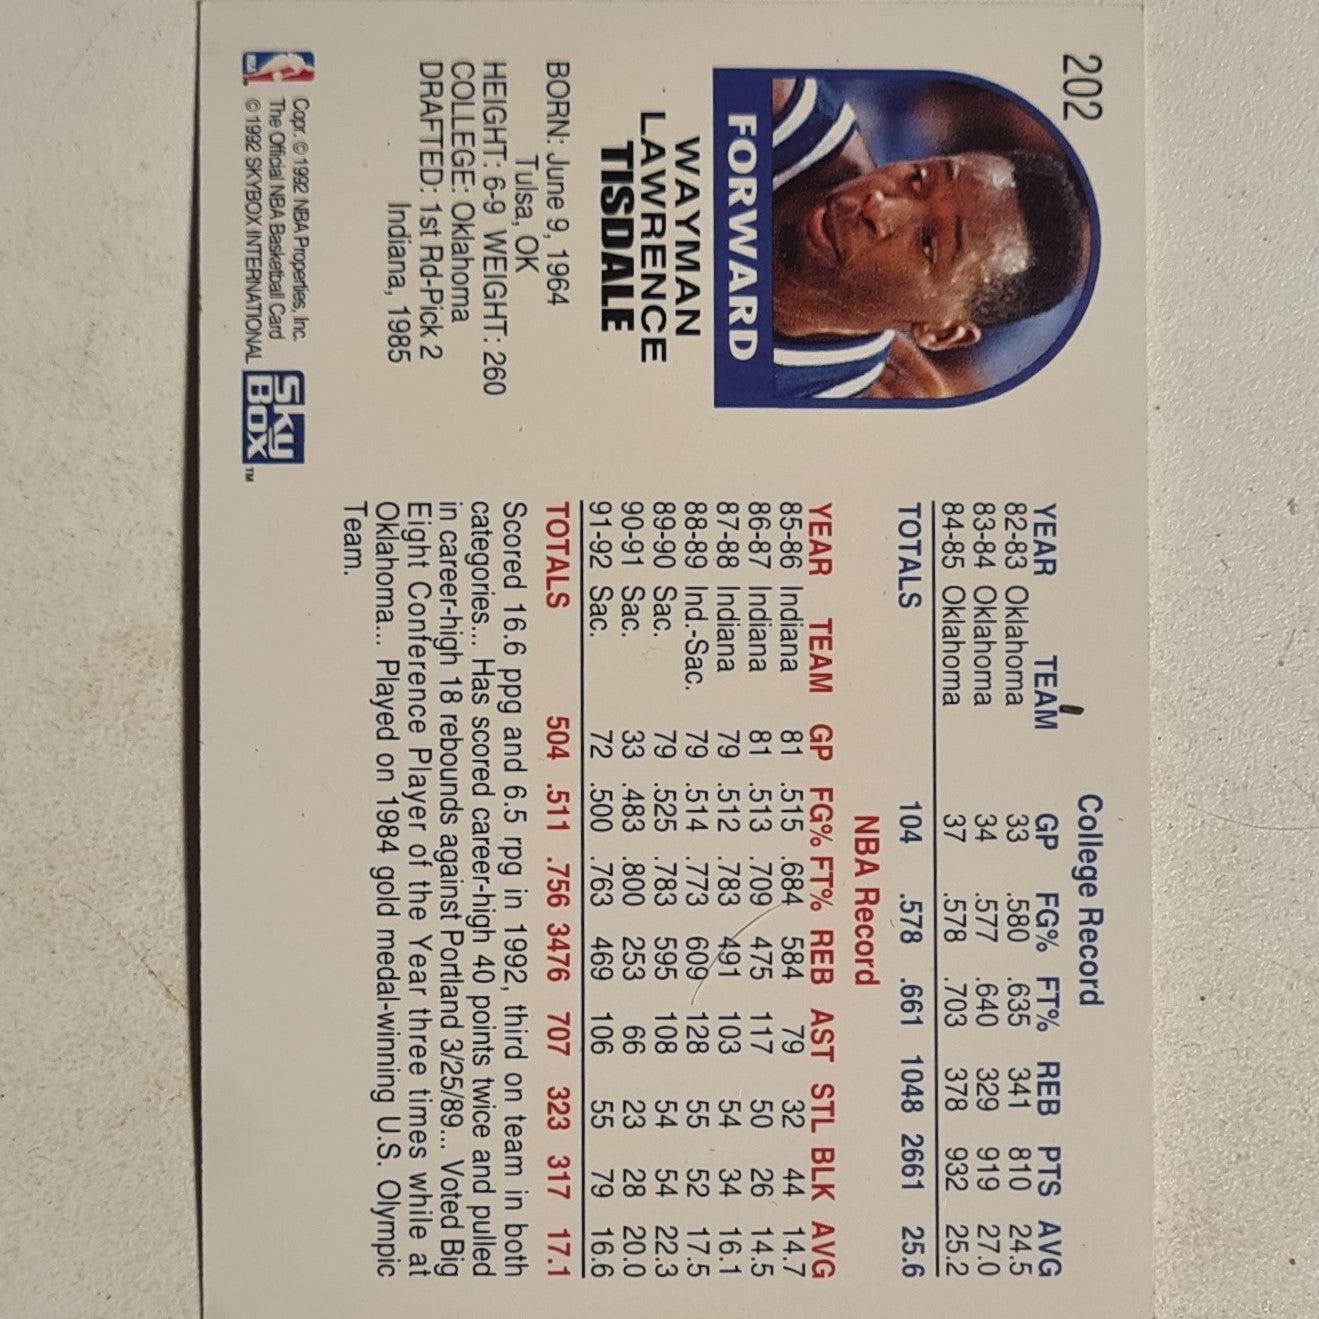 202
FORWARD
WAYMAN
LAWRENCE
TISDALE
BORN: June 9, 1964
Tulsa, OK
HEIGHT: 6-9 WEIGHT: 260
COLLEGE: Oklahoma
DRAFTED: 1st Rd-Pick 2
Indiana, 1985
Copr. © 1992 NBA Properties, Inc.
The Official NBA Basketball Card
© 1992 SKYBOX INTERNATIONAL
Sky
Box ™
College Record
YEAR TEAM GP FG% FT% REB PTS AVG
82-83 Oklahoma 33 .580 .635 341 810 24.5
83-84 Oklahoma 34 .577 .640 329 919 27.0
84-85 Oklahoma 37 .578 .703 378 932 25.2
TOTALS 104 .578 .661 1048 2661 25.6
NBA Record
YEAR TEAM GP FG% FT% REB AST STL BLK AVG
85-86 Indiana 81 .515 .684 584 79 32 44 14.7
86-87 Indiana 81 .513 .709 475 117 50 26 14.5
87-88 Indiana 79 .512 .783 491 103 54 34 16.1
88-89 Ind.-Sac. 79 .514 .773 609 128 55 52 17.5
89-90 Sac. 79 .525 .783 595 108 54 54 22.3
90-91 Sac. 33 .483 .800 253 66 23 28 20.0
91-92 Sac. 72 .500 .763 469 106 55 79 16.6
TOTALS 504 .511 .756 3476 707 323 317 17.1
Scored 16.6 ppg and 6.5 rpg in 1992, third on team in both
categories... Has scored career-high 40 points twice and pulled
in career-high 18 rebounds against Portland 3/25/89... Voted Big
Eight Conference Player of the Year three times while at
Oklahoma... Played on 1984 gold medal-winning U.S. Olympic
Team.